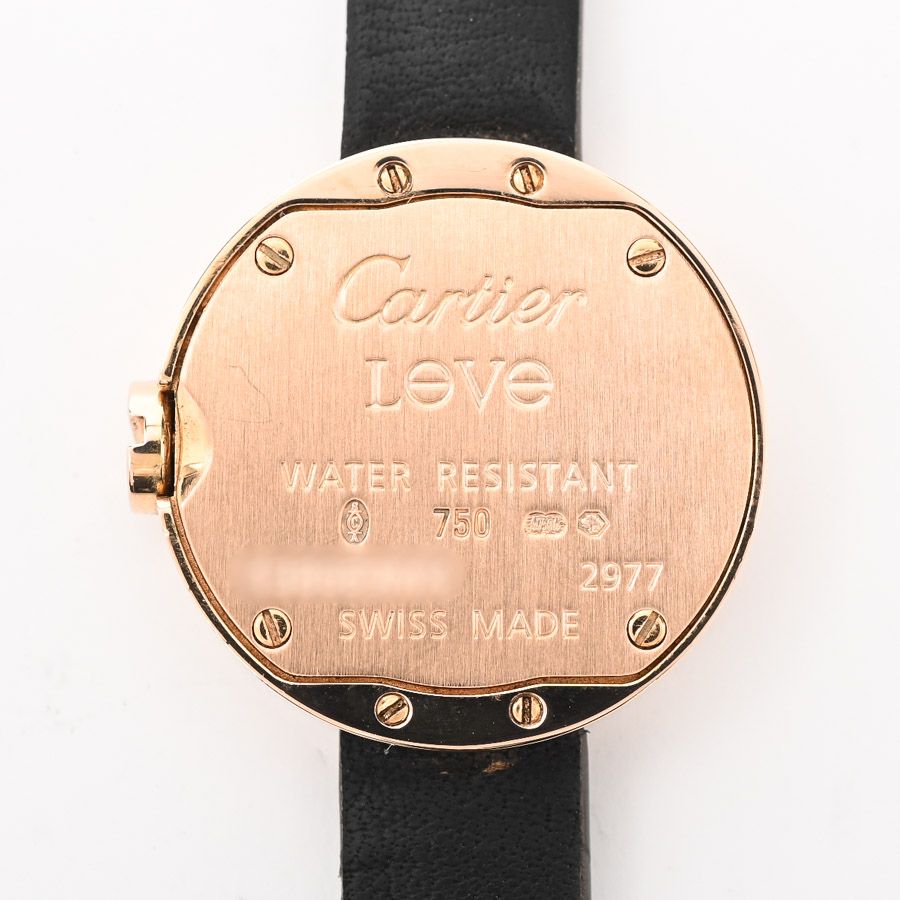 Cartier
LOVE
WATER RESISTANT
750
2977
SWISS MADE